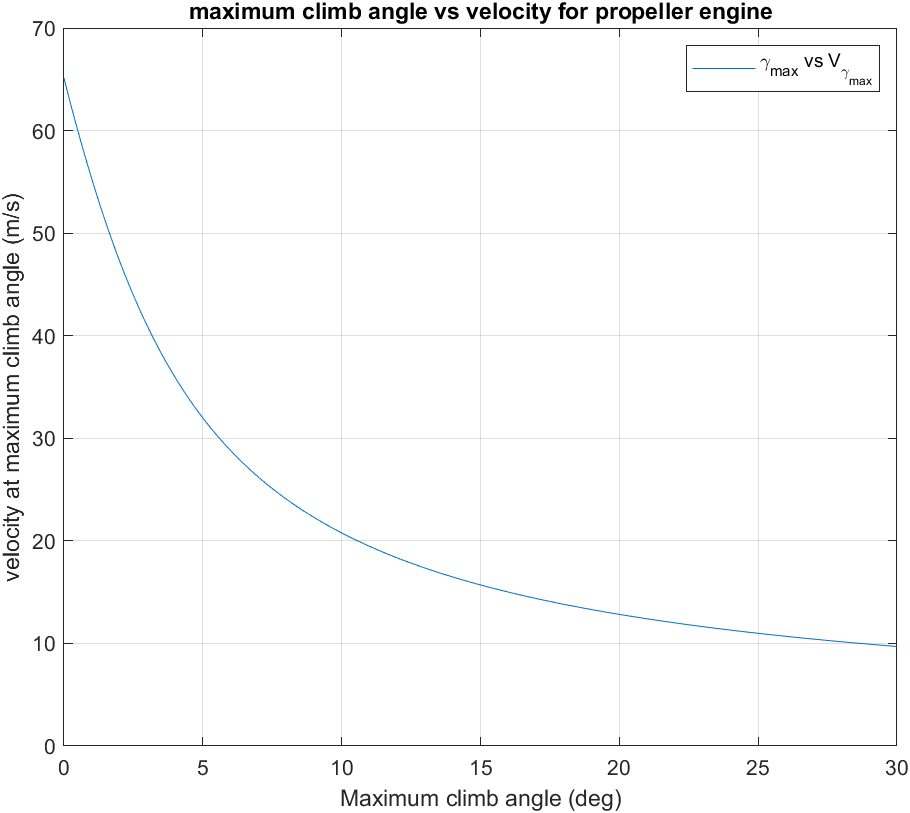 maximum climb angle vs velocity for propeller engine
γmax vs Vγmax
velocity at maximum climb angle (m/s)
70
60
50
40
30
20
10
0
0 5 10 15 20 25 30
Maximum climb angle (deg)